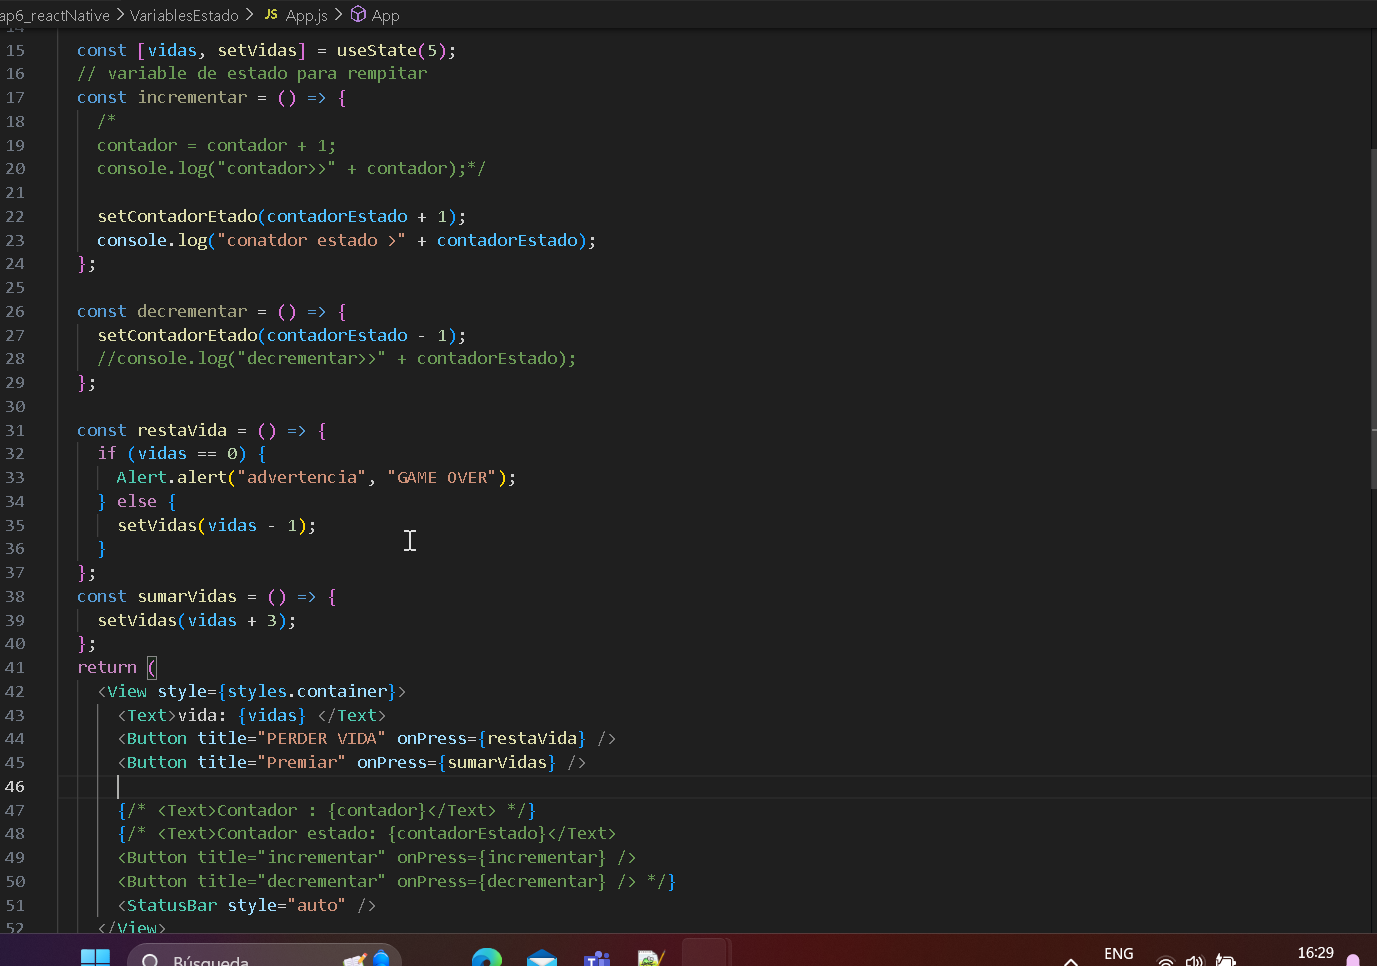 ap6_reactNative > VariablesEstado > JS App.js > App
14
15 const [vidas, setVidas] = useState(5);
16 // variable de estado para rempitar
17 const incrementar = () => {
18 /*
19 contador = contador + 1;
20 console.log("contador>>" + contador);*/
21
22 setContadorEtado(contadorEstado + 1);
23 console.log("conatdor estado >" + contadorEstado);
24 };
25
26 const decrementar = () => {
27 setContadorEtado(contadorEstado - 1);
28 //console.log("decrementar>>" + contadorEstado);
29 };
30
31 const restaVida = () => {
32 if (vidas == 0) {
33 Alert.alert("advertencia", "GAME OVER");
34 } else {
35 setVidas(vidas - 1);
36 }
37 };
38 const sumarVidas = () => {
39 setVidas(vidas + 3);
40 };
41 return (
42 <View style={styles.container}>
43 <Text>vida: {vidas} </Text>
44 <Button title="PERDER VIDA" onPress={restaVida} />
45 <Button title="Premiar" onPress={sumarVidas} />
46
47 {/* <Text>Contador : {contador}</Text> */}
48 {/* <Text>Contador estado: {contadorEstado}</Text>
49 <Button title="incrementar" onPress={incrementar} />
50 <Button title="decrementar" onPress={decrementar} /> */}
51 <StatusBar style="auto" />
52 </View>
Búsqueda
ENG
16:29